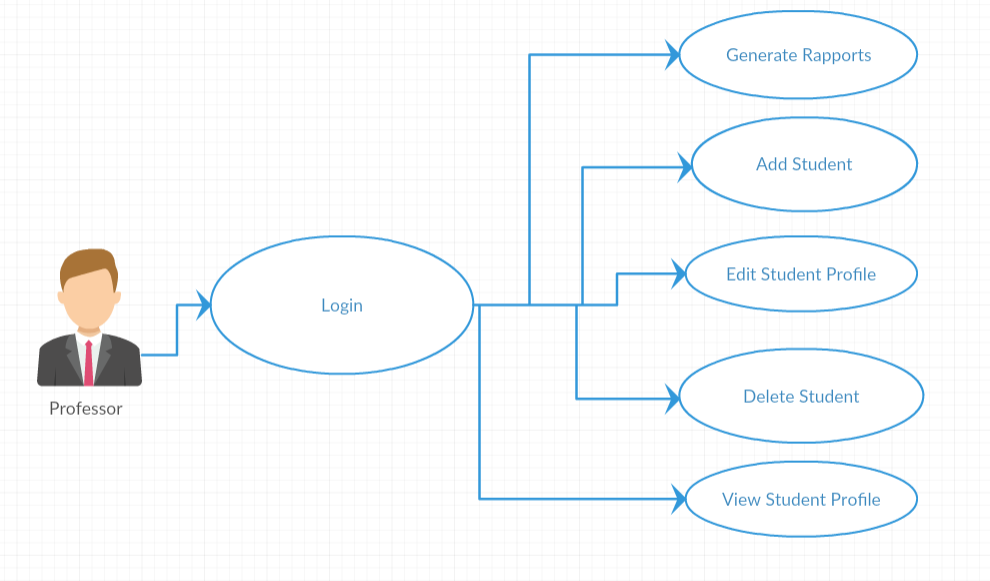 Generate Rapports
Add Student
Edit Student Profile
Login
Delete Student
Professor
View Student Profile